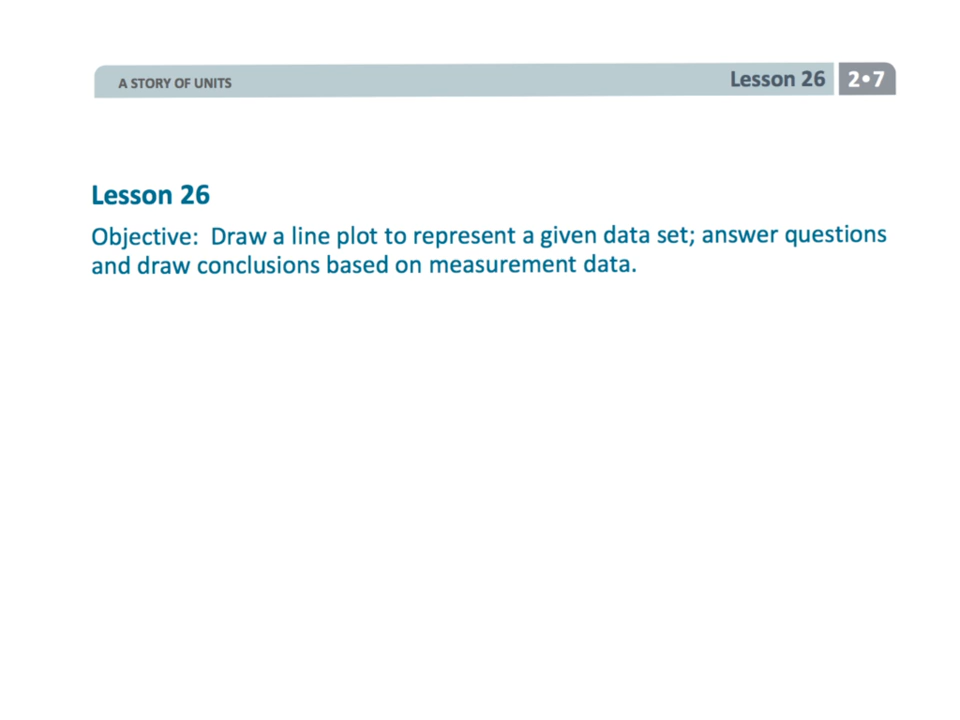 A STORY OF UNITS
Lesson 26 2•7
Lesson 26
Objective: Draw a line plot to represent a given data set; answer questions
and draw conclusions based on measurement data.